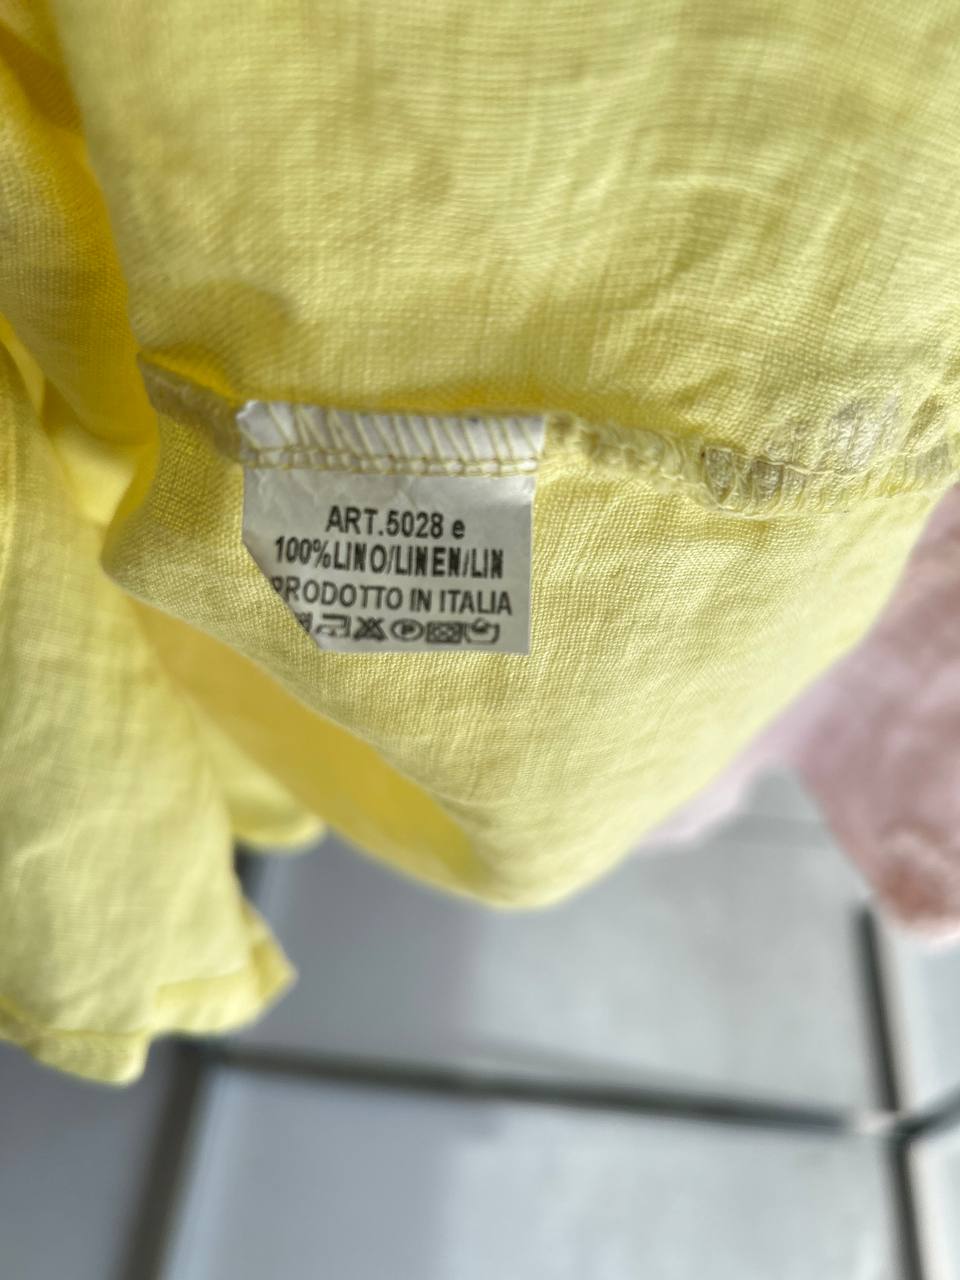 ART.5028 e
100%LINO/LINEN/LIN
PRODOTTO IN ITALIA